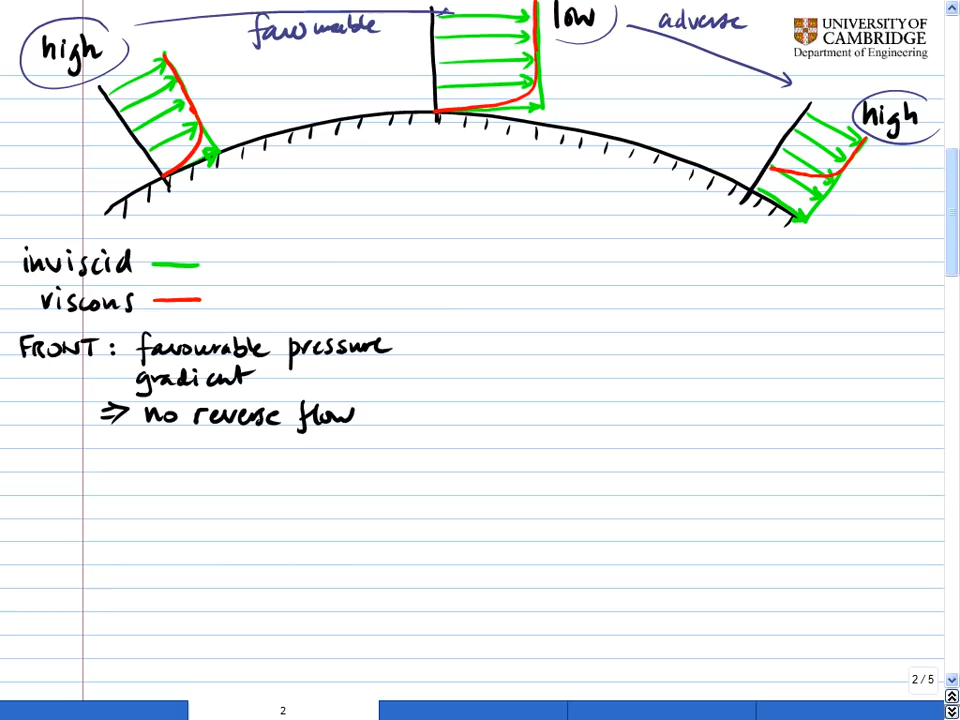 high
favourable
low
adverse
UNIVERSITY OF
CAMBRIDGE
Department of Engineering
high
inviscid
viscous
FRONT : favourable pressure
gradient
⇒ no reverse flow
2 / 5
2